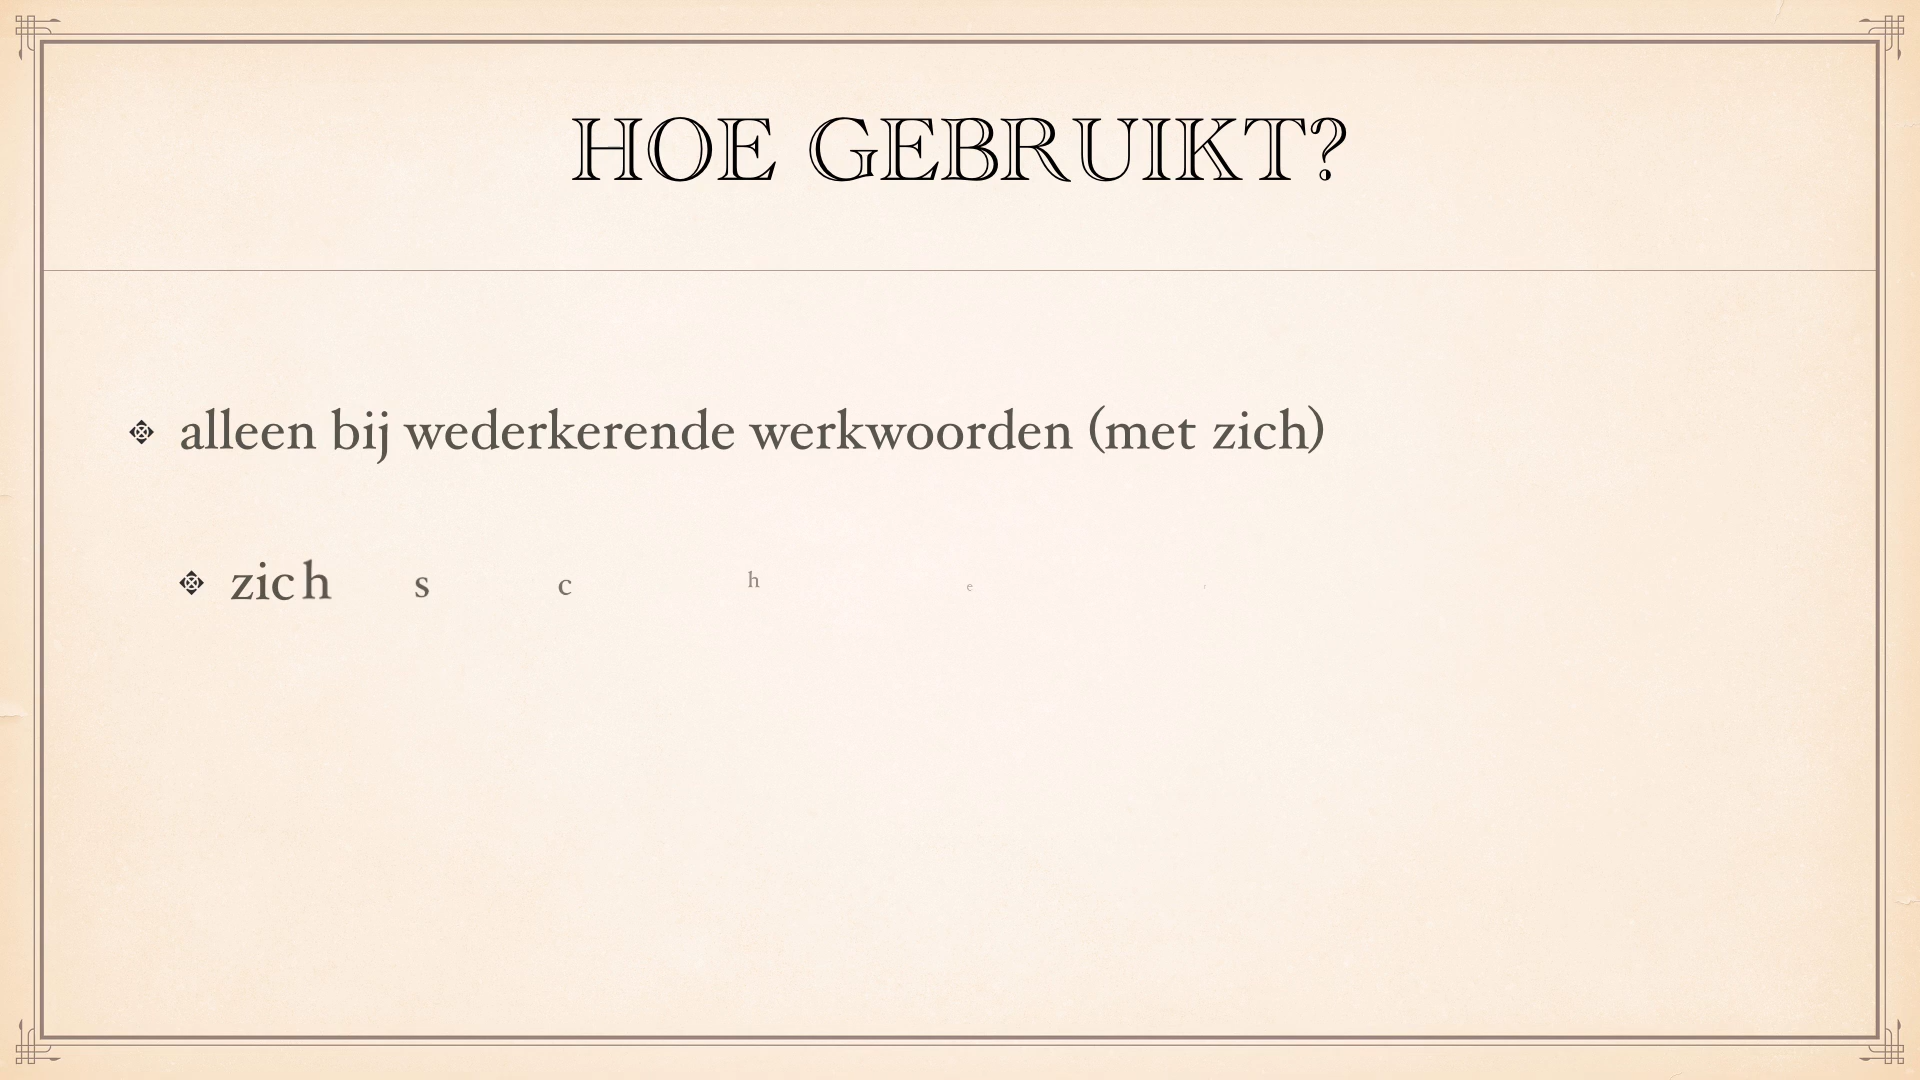 HOE GEBRUIKT?
alleen bij wederkerende werkwoorden (met zich)
zich s c h e